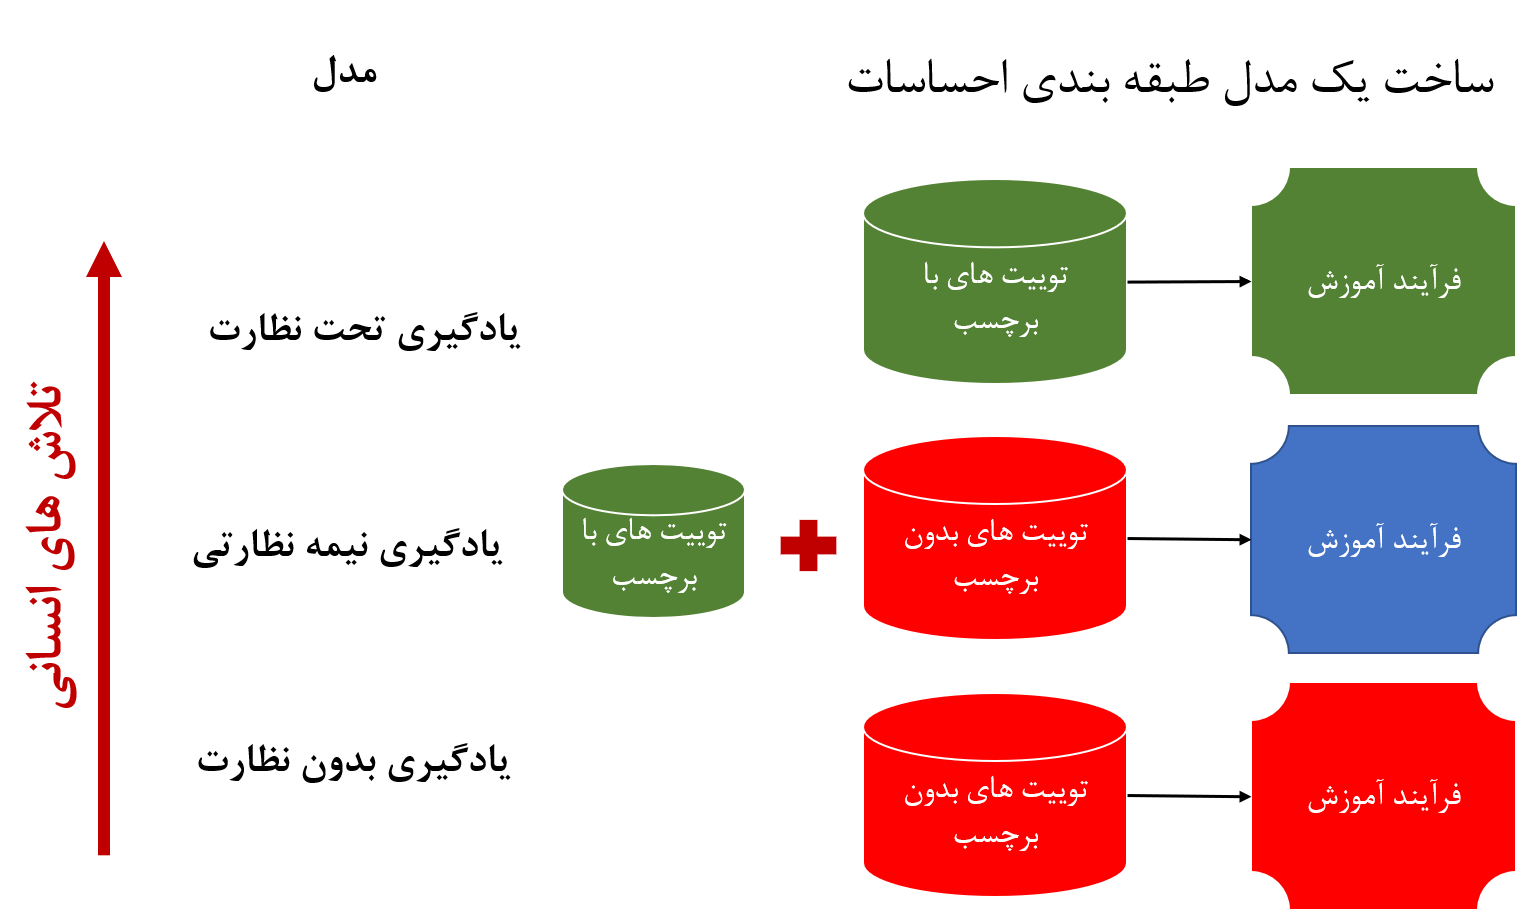 ساخت یک مدل طبقه بندی احساسات
مدل
فرآیند آموزش
توییت های با
برچسب
یادگیری تحت نظارت
فرآیند آموزش
توییت های بدون
برچسب
توییت های با
برچسب
یادگیری نیمه نظارتی
فرآیند آموزش
توییت های بدون
برچسب
یادگیری بدون نظارت
تلاش های انسانی